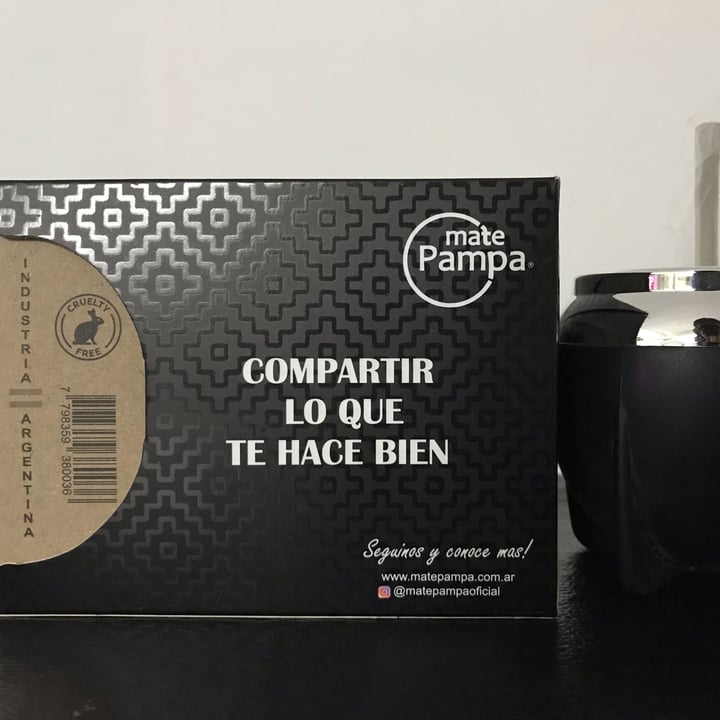 mate
Pampa®
COMPARTIR
LO QUE
TE HACE BIEN
Seguinos y conoce mas!
www.matepampa.com.ar
@matepampaoficial
INDUSTRIA ARGENTINA
CRUELTY
FREE
7 798359 380036